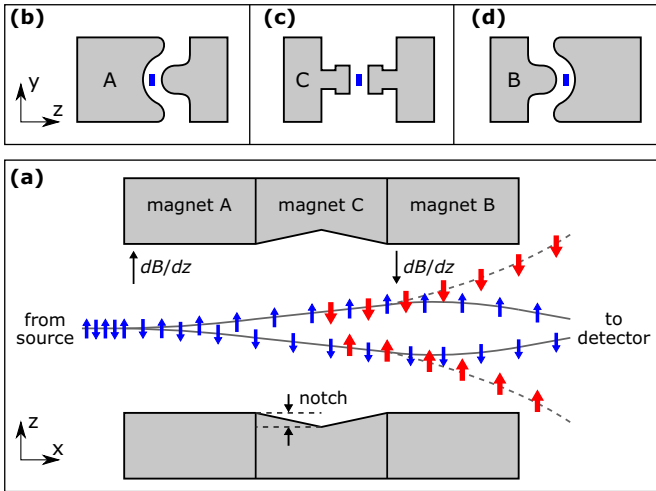 (b)
(c)
(d)
A
C
B
y
z
(a)
magnet A
magnet C
magnet B
dB/dz
dB/dz
from
source
to
detector
notch
z
x